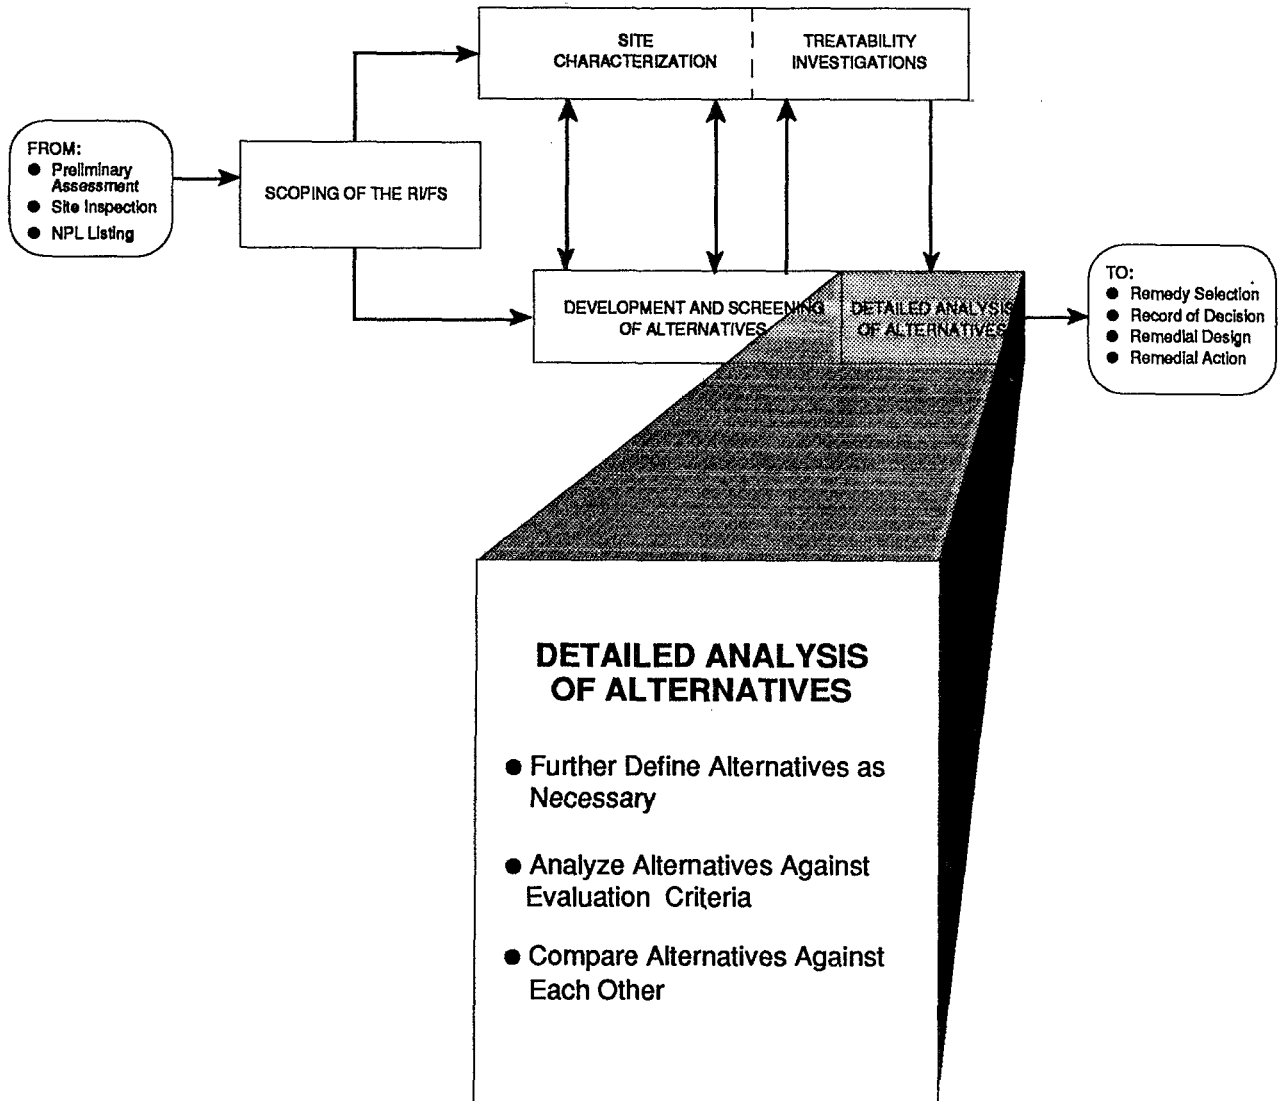 SITE
CHARACTERIZATION
TREATABILITY
INVESTIGATIONS
FROM:
● Preliminary
Assessment
● Site Inspection
● NPL Listing
SCOPING OF THE RI/FS
DEVELOPMENT AND SCREENING
OF ALTERNATIVES
DETAILED ANALYSIS
OF ALTERNATIVES
TO:
● Remedy Selection
● Record of Decision
● Remedial Design
● Remedial Action
DETAILED ANALYSIS
OF ALTERNATIVES
● Further Define Alternatives as
Necessary
● Analyze Alternatives Against
Evaluation Criteria
● Compare Alternatives Against
Each Other